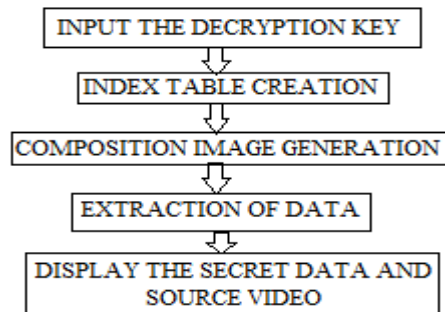 INPUT THE DECRYPTION KEY
INDEX TABLE CREATION
COMPOSITION IMAGE GENERATION
EXTRACTION OF DATA
DISPLAY THE SECRET DATA AND
SOURCE VIDEO